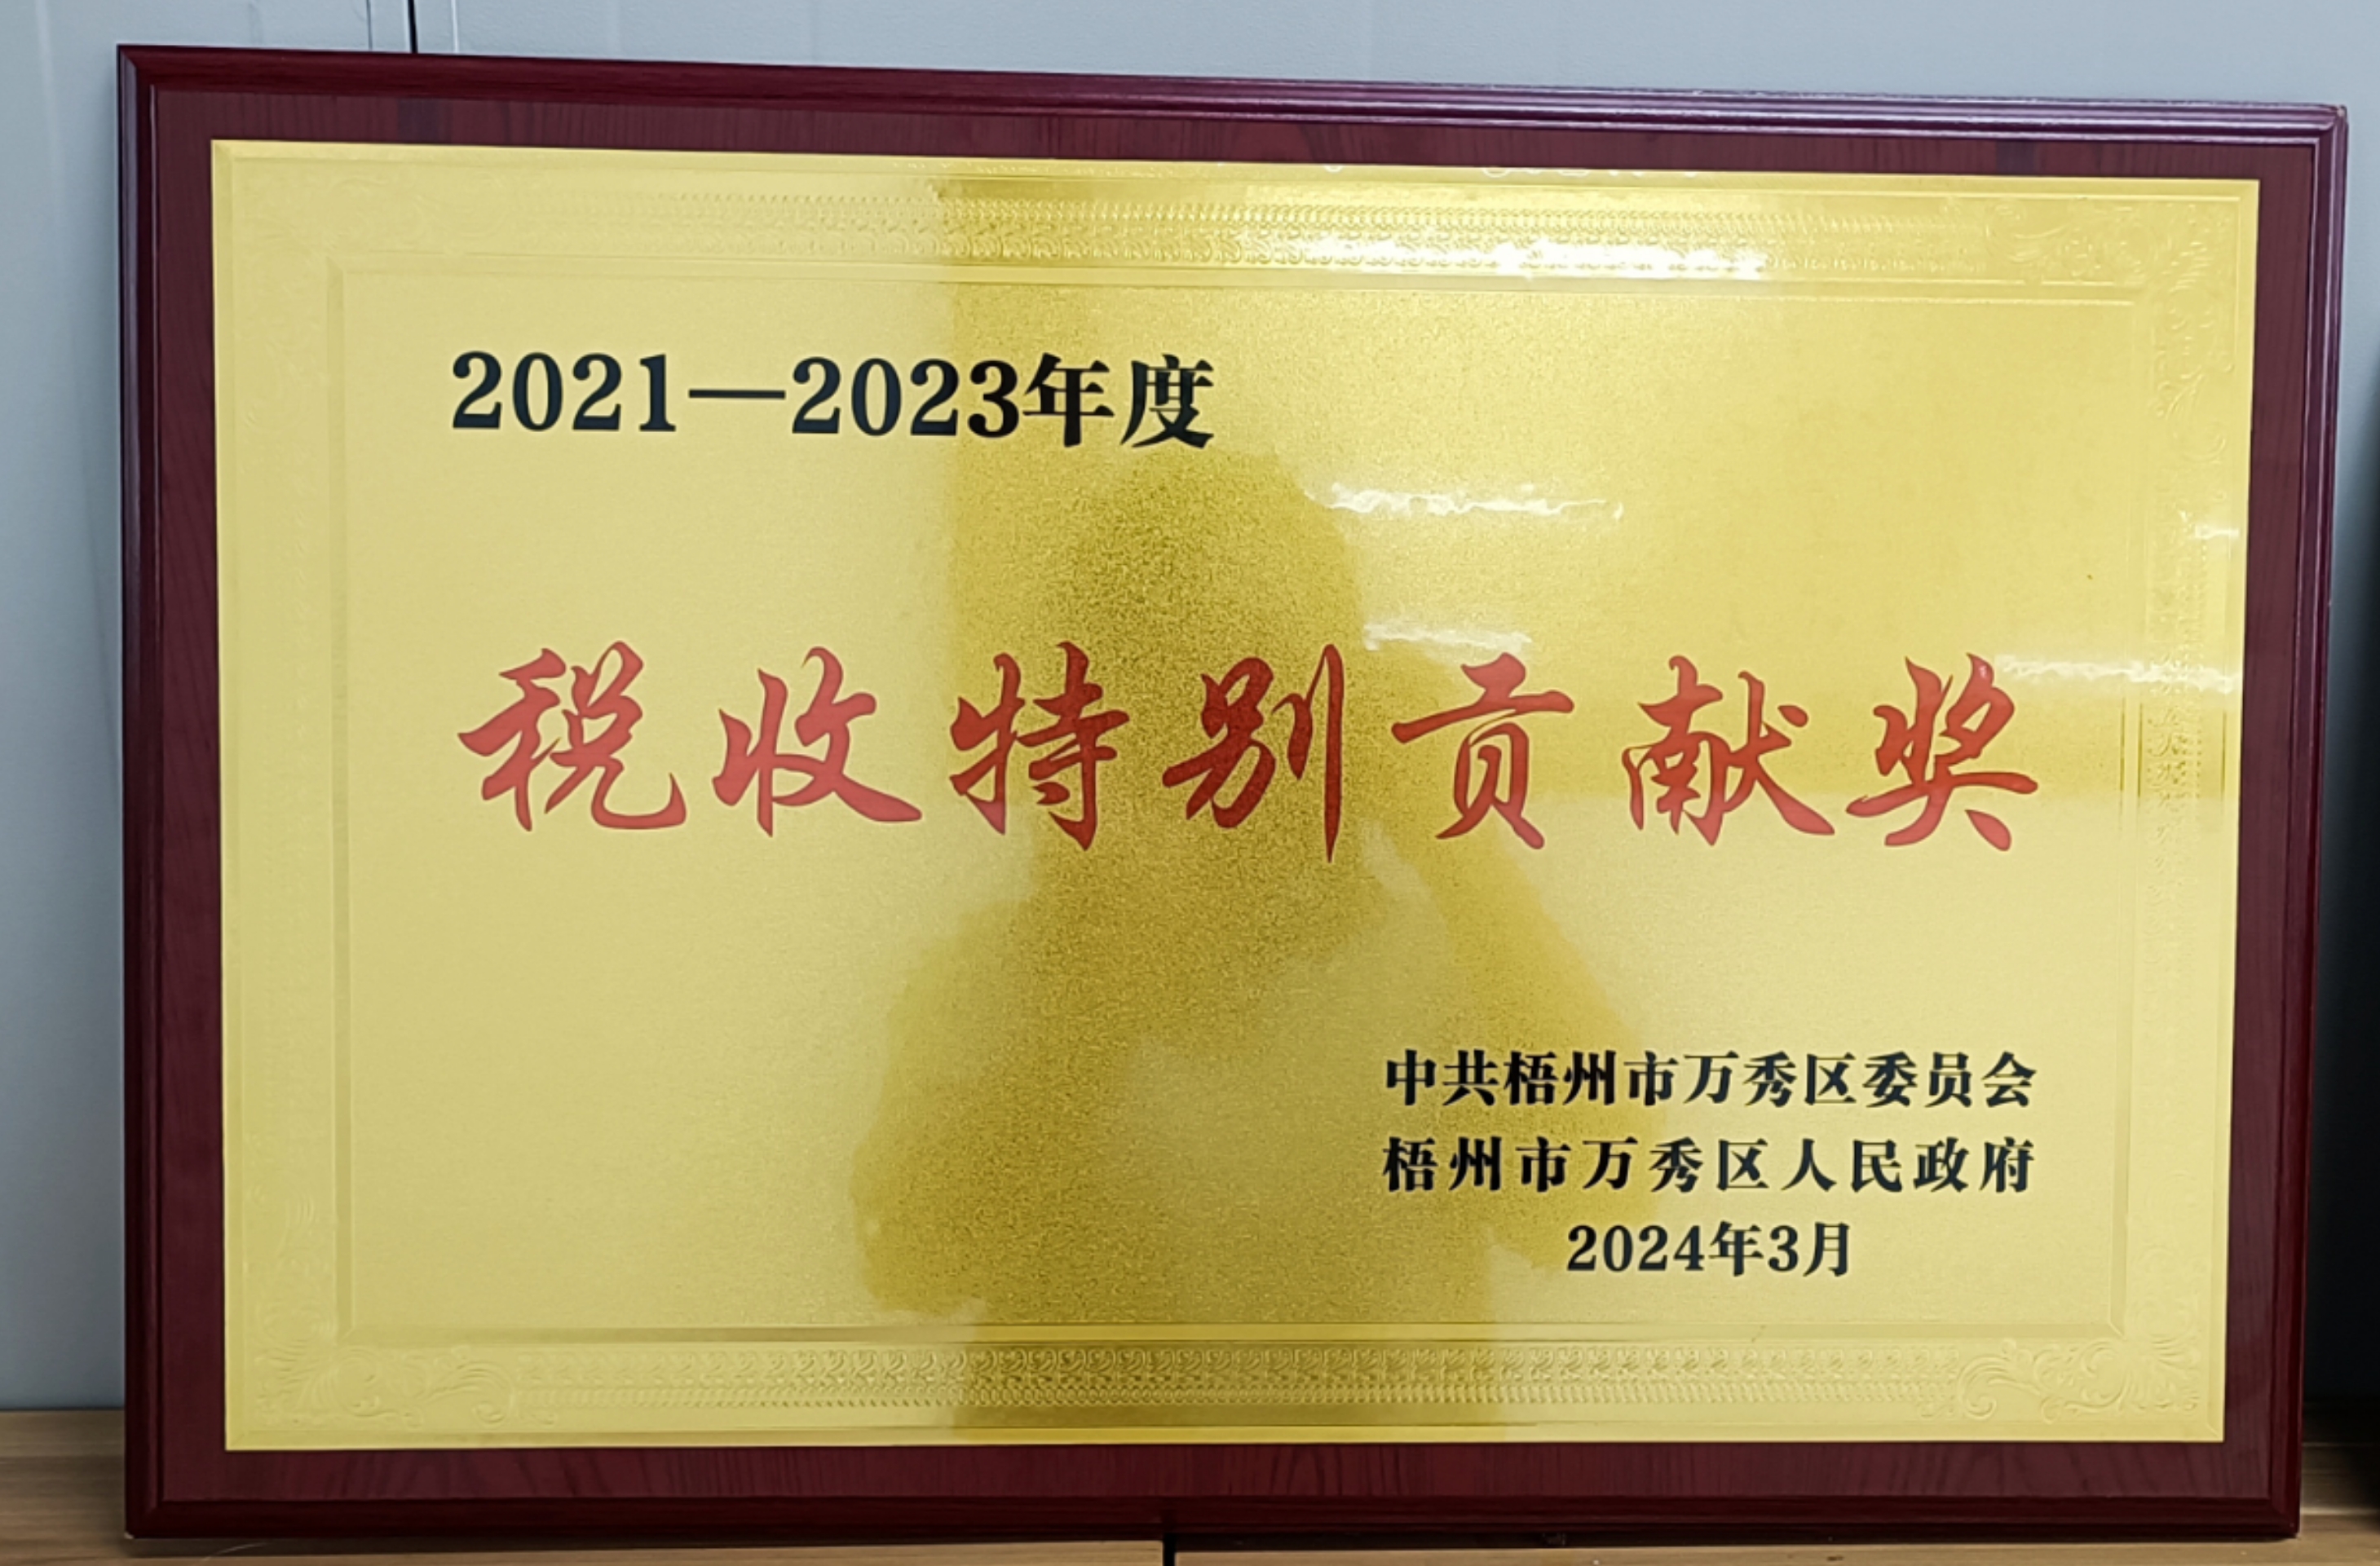 2021—2023年度
税收特别贡献奖
中共梧州市万秀区委员会
梧州市万秀区人民政府
2024年3月